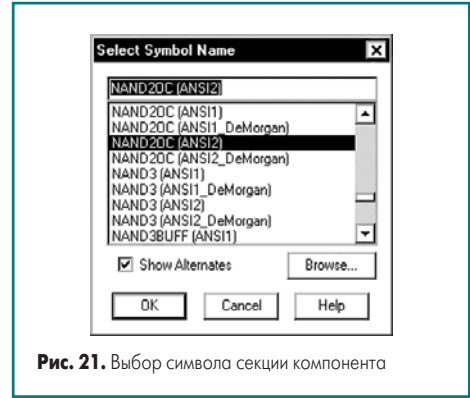 Select Symbol Name
NAND2OC (ANSI2)
NAND2OC (ANSI1)
NAND2OC (ANSI1_DeMorgan)
NAND2OC (ANSI2)
NAND2OC (ANSI2_DeMorgan)
NAND3 (ANSI1)
NAND3 (ANSI1_DeMorgan)
NAND3 (ANSI2)
NAND3 (ANSI2_DeMorgan)
NAND3BUFF (ANSI1)
Show Alternates
Browse...
OK
Cancel
Help
Рис. 21. Выбор символа секции компонента